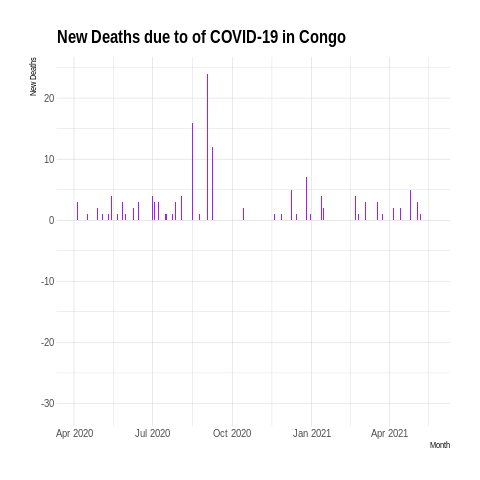 New Deaths due to of COVID-19 in Congo
New Deaths
20
10
0
-10
-20
-30
Apr 2020 Jul 2020 Oct 2020 Jan 2021 Apr 2021
Month